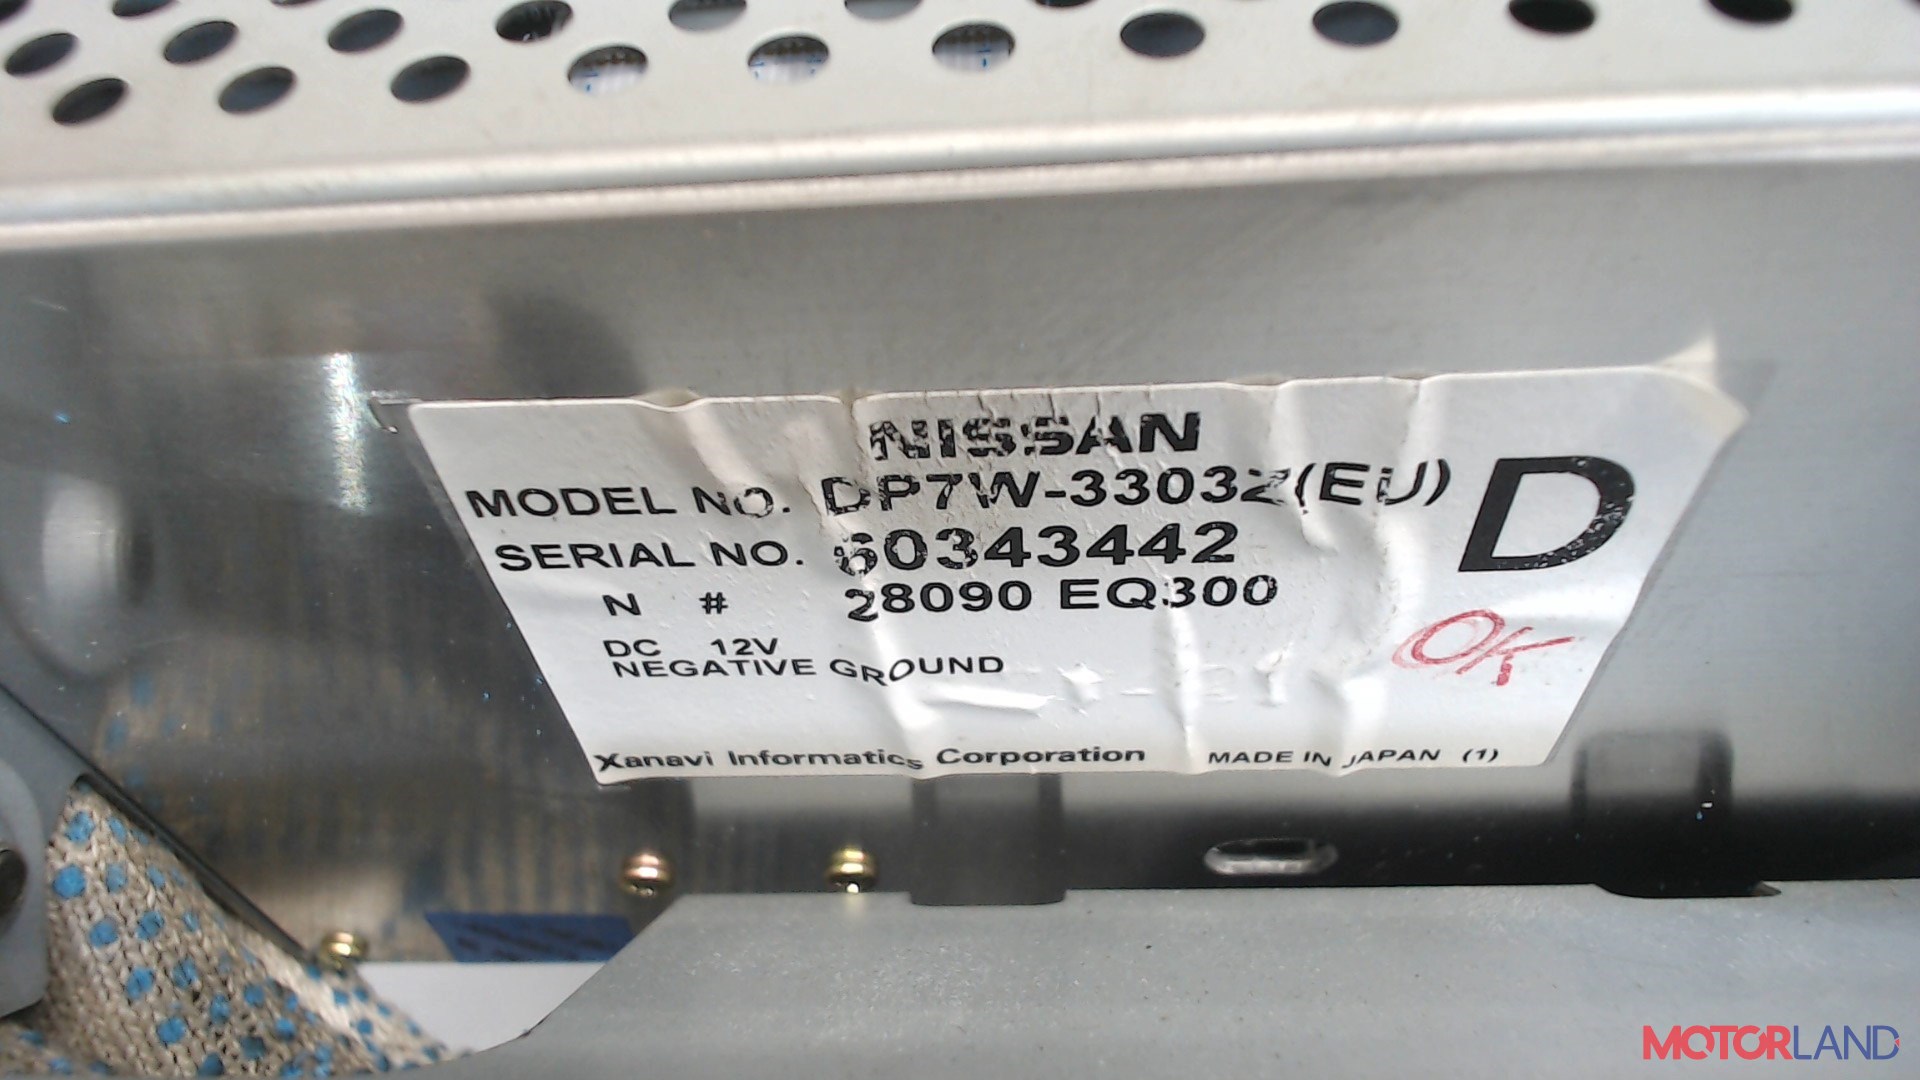 NISSAN
MODEL NO. DP7W-33032(EU)
D
SERIAL NO. 60343442
N # 28090 EQ300
DC 12V
NEGATIVE GROUND
OK
Xanavi Informatics Corporation MADE IN JAPAN (1)
MOTORLAND